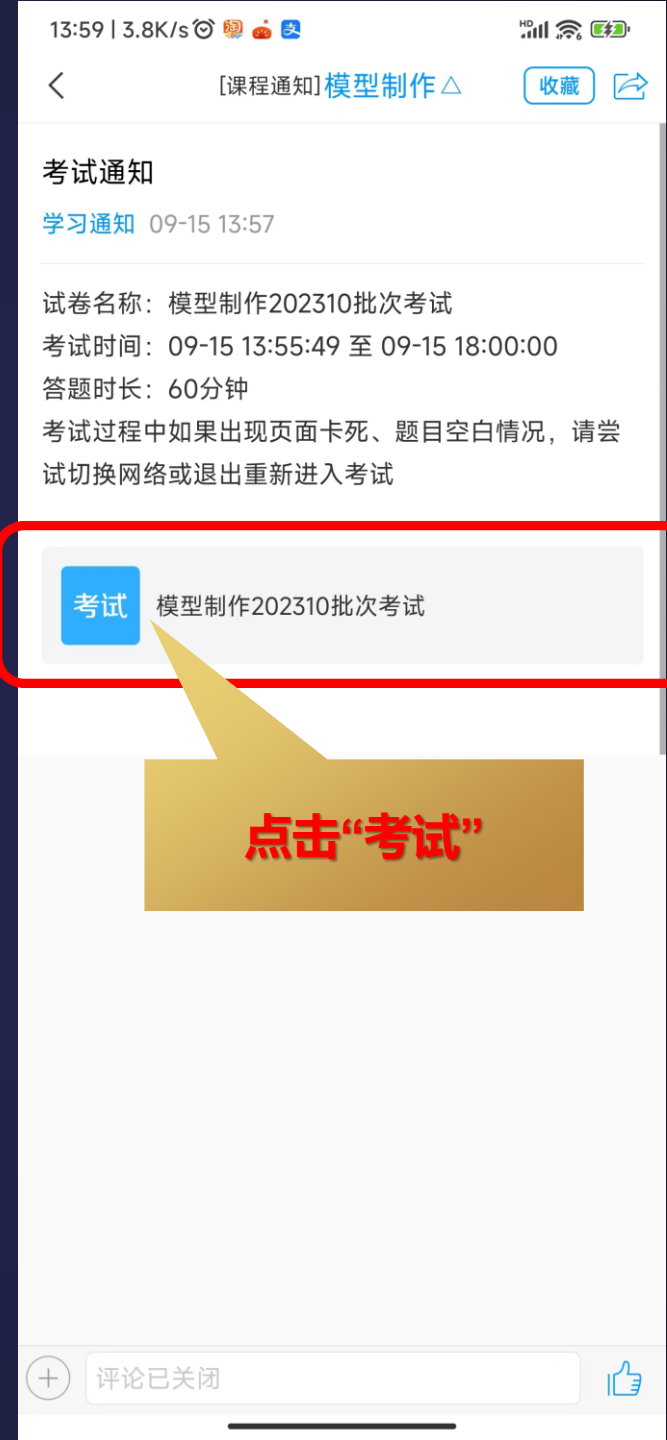 13:59 | 3.8K/s
HD
[课程通知]模型制作△
收藏
考试通知
学习通知 09-15 13:57
试卷名称：模型制作202310批次考试
考试时间：09-15 13:55:49 至 09-15 18:00:00
答题时长：60分钟
考试过程中如果出现页面卡死、题目空白情况，请尝
试切换网络或退出重新进入考试
考试 模型制作202310批次考试
点击“考试”
评论已关闭